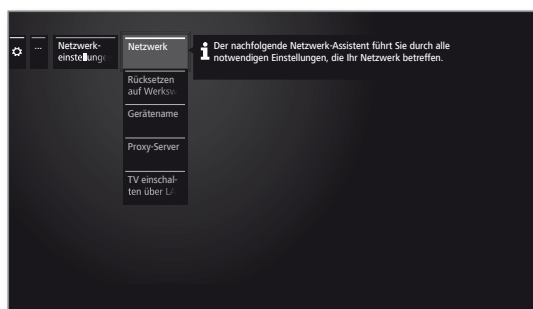 ...
Netzwerk-
einstellunge
Netzwerk
Der nachfolgende Netzwerk-Assistent führt Sie durch alle
notwendigen Einstellungen, die Ihr Netzwerk betreffen.
Rücksetzen
auf Werksw
Gerätename
Proxy-Server
TV einschal-
ten über LA